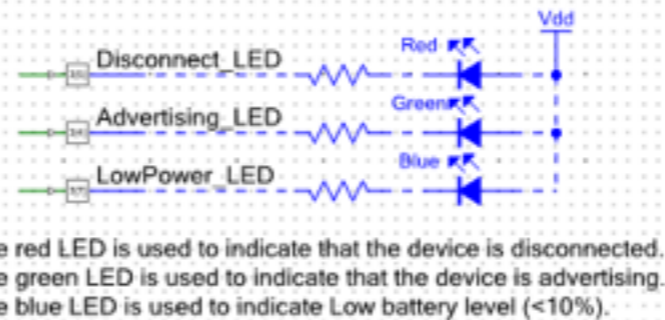 Vdd
Red
Disconnect_LED
Green
Advertising_LED
Blue
LowPower_LED
e red LED is used to indicate that the device is disconnected.
e green LED is used to indicate that the device is advertising.
e blue LED is used to indicate Low battery level (<10%).